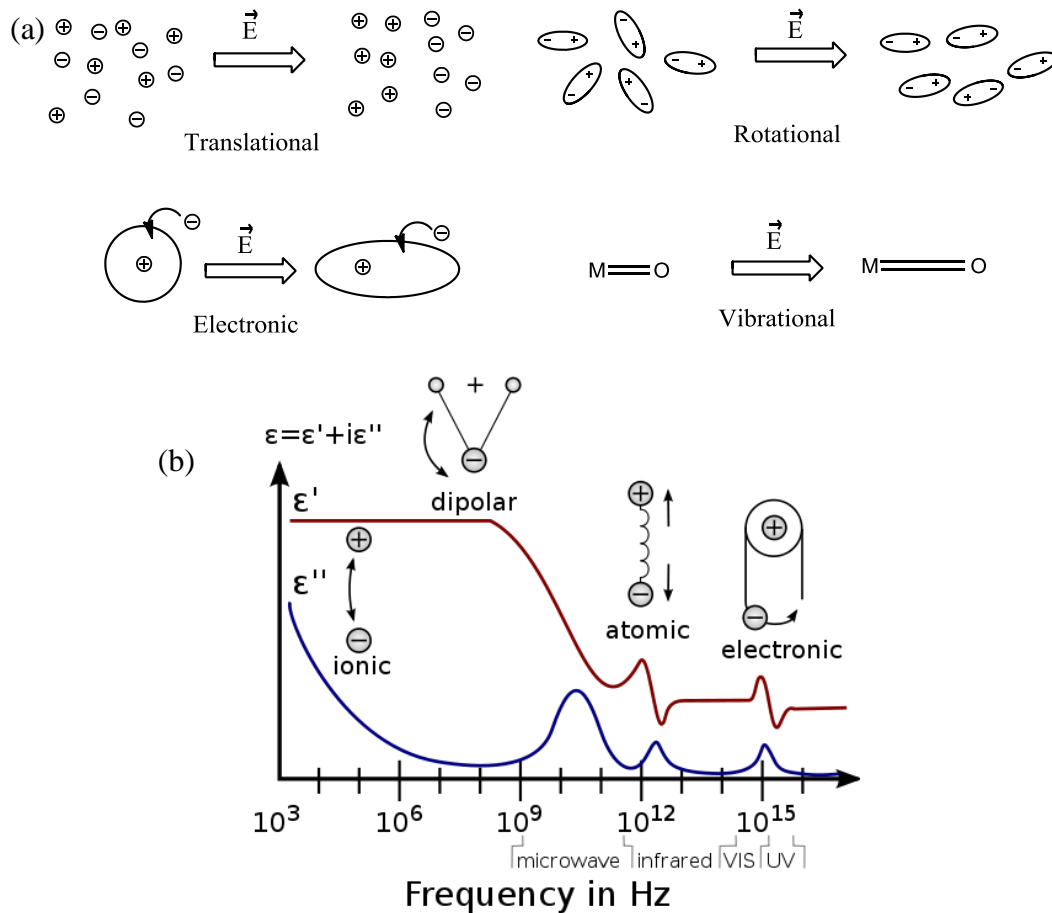 (a)
E
E
Translational
Rotational
E
E
M O
M O
Electronic
Vibrational
(b)
ε=ε'+iε''
+
dipolar
ε'
ε''
ionic
atomic
electronic
10³ 10⁶ 10⁹ 10¹² 10¹⁵
microwave infrared VIS UV
Frequency in Hz